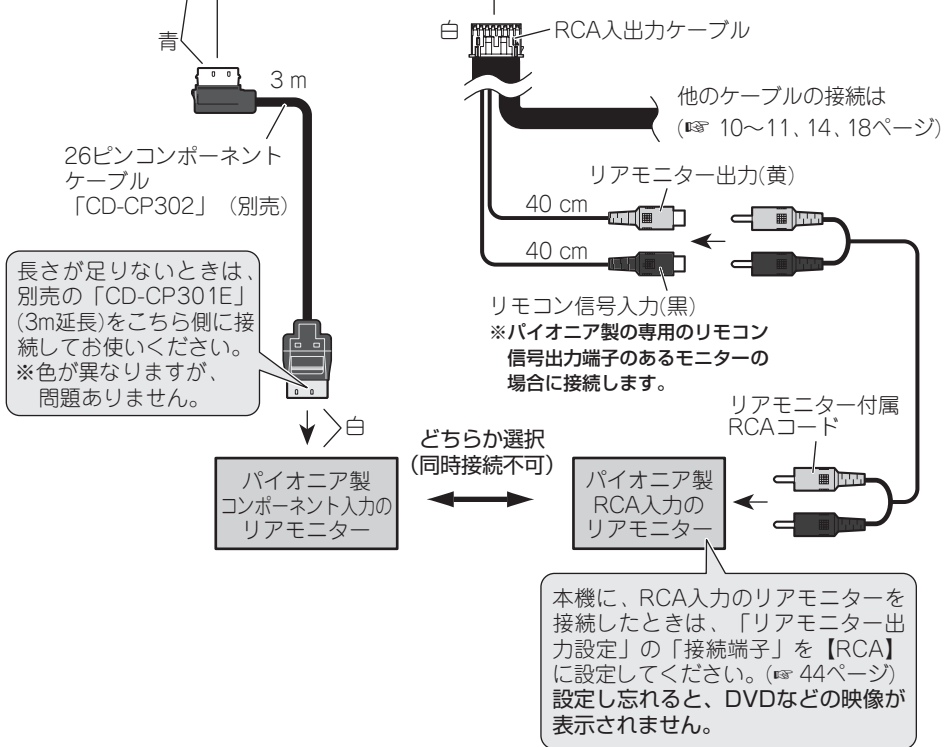 青
白
RCA入出力ケーブル
3 m
他のケーブルの接続は
(☞ 10～11、14、18ページ)
26ピンコンポーネント
ケーブル
「CD-CP302」（別売）
リアモニター出力(黄)
40 cm
40 cm
リモコン信号入力(黒)
※パイオニア製の専用のリモコン
信号出力端子のあるモニターの
場合に接続します。
長さが足りないときは、
別売の「CD-CP301E」
(3m延長)をこちら側に接
続してお使いください。
※色が異なりますが、
問題ありません。
白
リアモニター付属
RCAコード
どちらか選択
(同時接続不可)
パイオニア製
コンポーネント入力の
リアモニター
パイオニア製
RCA入力の
リアモニター
本機に、RCA入力のリアモニターを
接続したときは、「リアモニター出
力設定」の「接続端子」を【RCA】
に設定してください。(☞ 44ページ)
設定し忘れると、DVDなどの映像が
表示されません。